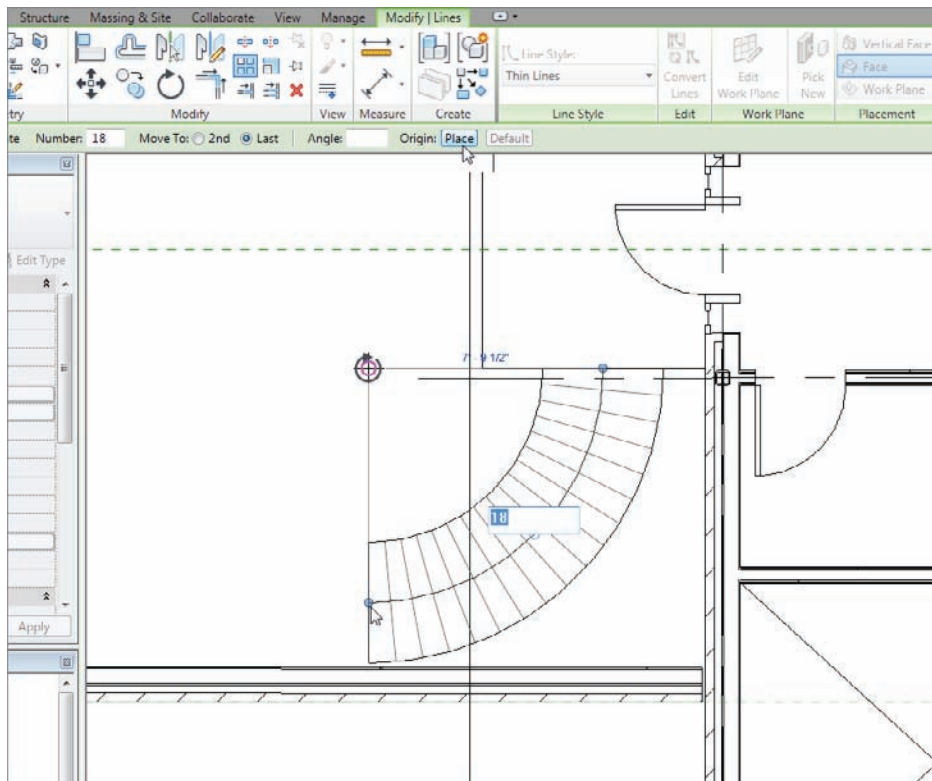 Structure Massing & Site Collaborate View Manage Modify | Lines
Line Style:
Thin Lines
Convert Lines
Edit Work Plane
Pick New
Vertical Face
Face
Work Plane
etry Modify View Measure Create Line Style Edit Work Plane Placement
te Number: 18 Move To: 2nd Last Angle: Origin: Place Default
Edit Type
7' - 9 1/2"
18
Apply